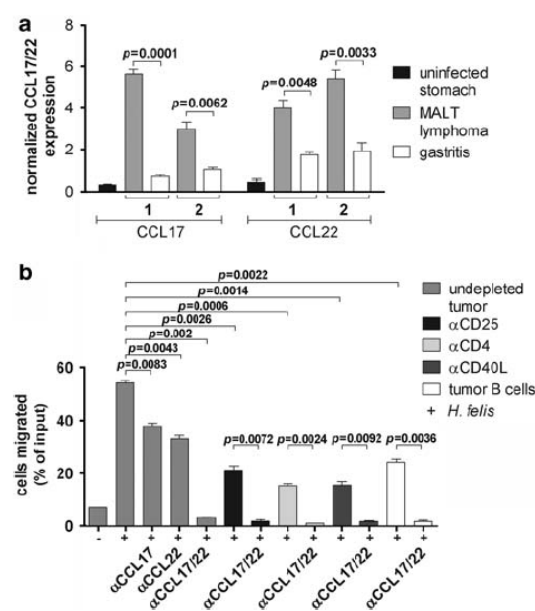 a
normalized CCL17/22
expression
8
6
4
2
0
p=0.0001
p=0.0062
p=0.0048
p=0.0033
1 2 1 2
CCL17 CCL22
uninfected
stomach
MALT
lymphoma
gastritis
b
cells migrated
(% of input)
60
40
20
0
p=0.0022
p=0.0014
p=0.0006
p=0.0026
p=0.002
p=0.0043
p=0.0083
p=0.0072
p=0.0024
p=0.0092
p=0.0036
- + + + + + + + + + + + +
αCCL17
αCCL22
αCCL17/22
αCCL17/22
αCCL17/22
αCCL17/22
αCCL17/22
undepleted
tumor
αCD25
αCD4
αCD40L
tumor B cells
+ H. felis